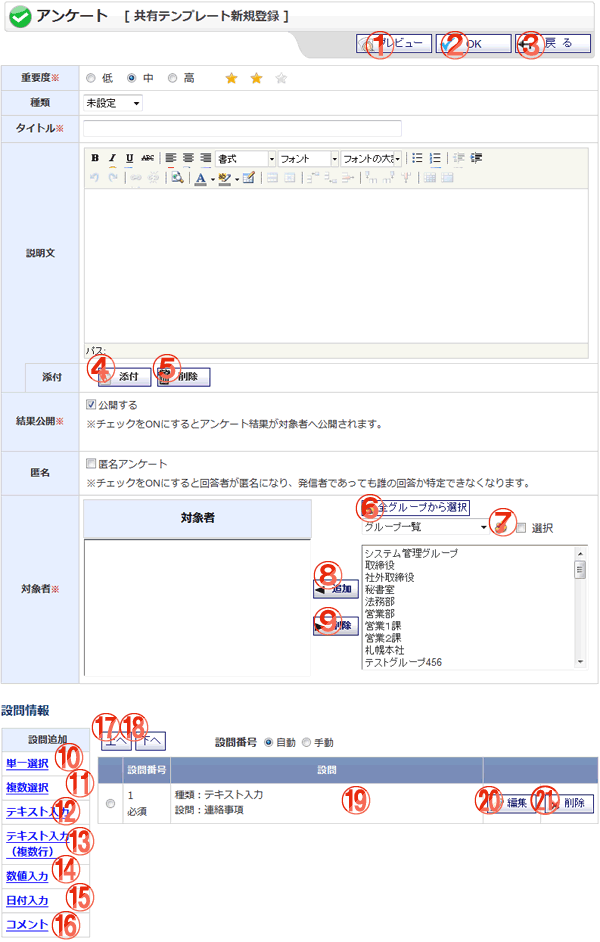 アンケート [ 共有テンプレート新規登録 ]
① プレビュー ② OK ③ 戻 る
重要度※ 低 中 高
種類 未設定
タイトル※
B I U ABC 書式 フォント フォントの大き
説明文
パス:
添付 ④ 添付 ⑤ 削除
結果公開※ 公開する
※チェックをONにするとアンケート結果が対象者へ公開されます。
匿名 匿名アンケート
※チェックをONにすると回答者が匿名になり、発信者であっても誰の回答か特定できなくなります。
対象者※
対象者
⑥ 全グループから選択
グループ一覧 ⑦ 選択
⑧ 追加
⑨ 削除
システム管理グループ
取締役
社外取締役
秘書室
法務部
営業部
営業1課
営業2課
札幌本社
テストグループ456
設問情報
設問追加
単一選択 ⑩
複数選択 ⑪
テキスト入力 ⑫
テキスト入力
（複数行） ⑬
数値入力 ⑭
日付入力 ⑮
コメント ⑯
⑰ 上へ ⑱ 下へ 設問番号 自動 手動
設問番号 設問
1
必須
種類：テキスト入力
設問：連絡事項
⑲ ⑳ 編集 ㉑ 削除